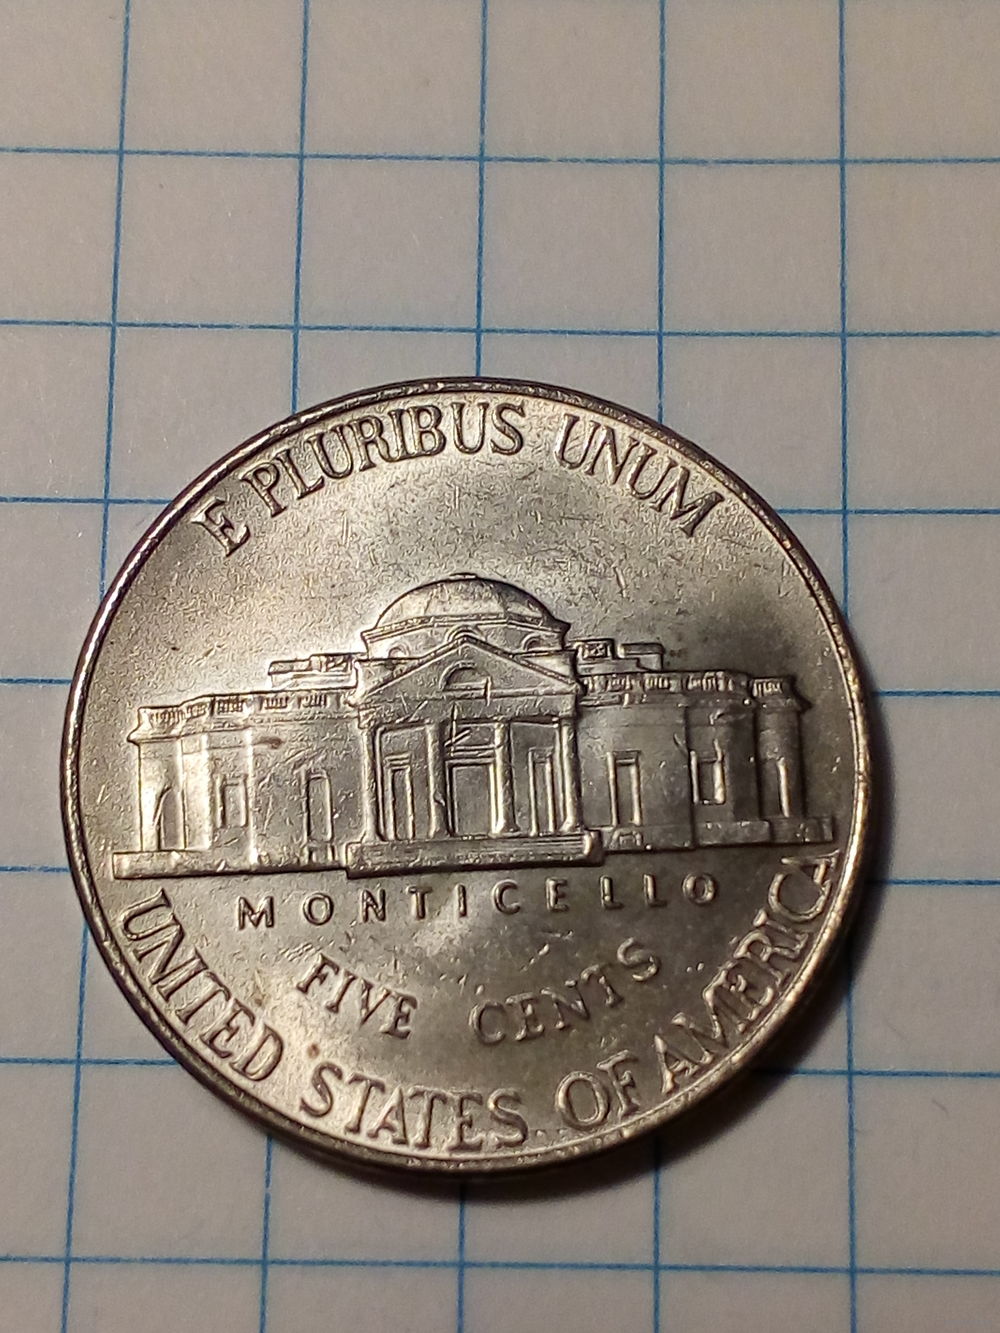 E PLURIBUS UNUM
MONTICELLO
FIVE CENTS
UNITED STATES OF AMERICA